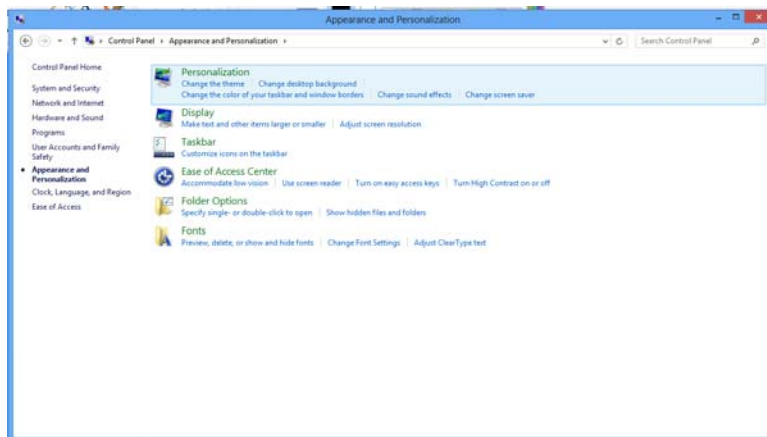 Appearance and Personalization
Control Panel Appearance and Personalization
Search Control Panel
Control Panel Home
System and Security
Network and Internet
Hardware and Sound
Programs
User Accounts and Family
Safety
Appearance and
Personalization
Clock, Language, and Region
Ease of Access
Personalization
Change the theme Change desktop background
Change the color of your taskbar and window borders Change sound effects Change screen saver
Display
Make text and other items larger or smaller Adjust screen resolution
Taskbar
Customize icons on the taskbar
Ease of Access Center
Accommodate low vision Use screen reader Turn on easy access keys Turn High Contrast on or off
Folder Options
Specify single- or double-click to open Show hidden files and folders
Fonts
Preview, delete, or show and hide fonts Change Font Settings Adjust ClearType text